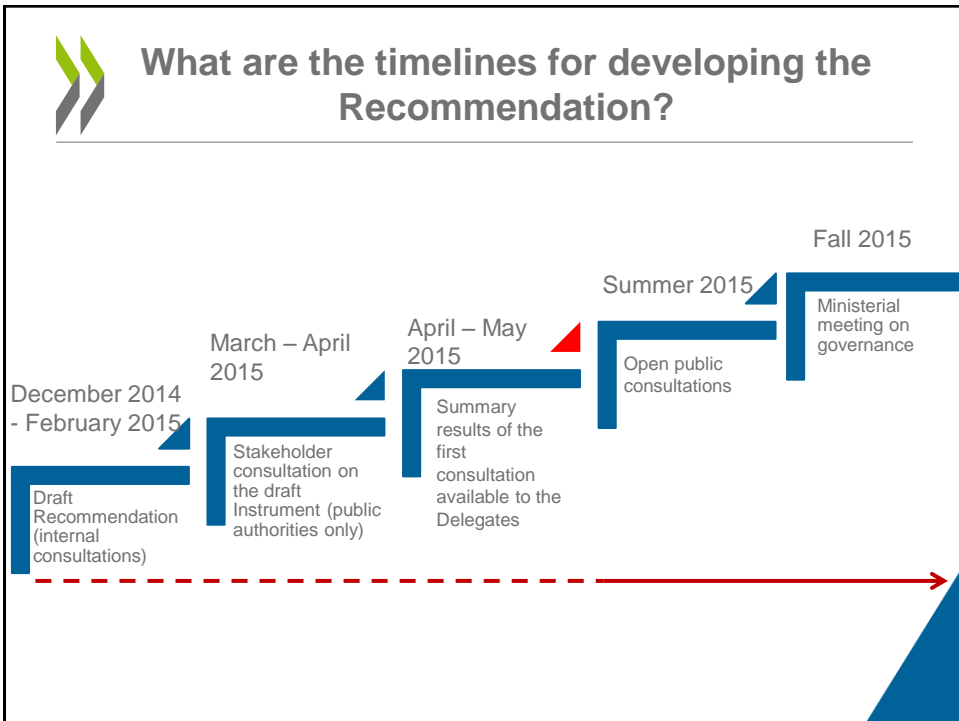 What are the timelines for developing the
Recommendation?
December 2014
- February 2015
Draft
Recommendation
(internal
consultations)
March – April
2015
Stakeholder
consultation on
the draft
Instrument (public
authorities only)
April – May
2015
Summary
results of the
first
consultation
available to the
Delegates
Summer 2015
Open public
consultations
Fall 2015
Ministerial
meeting on
governance